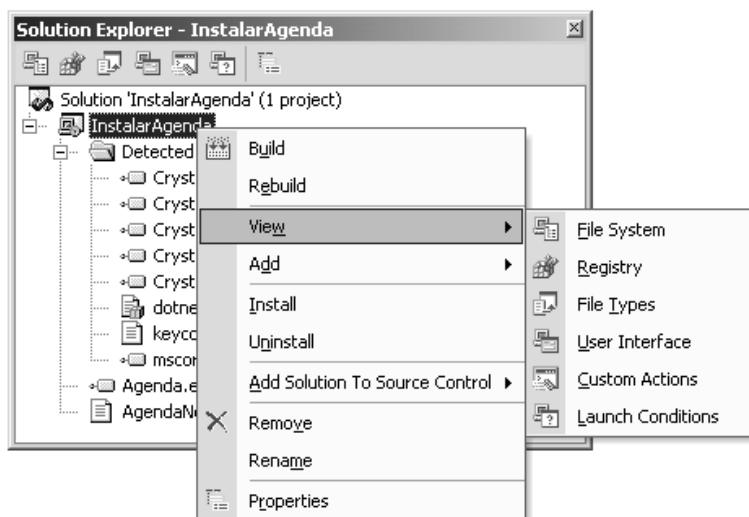 Solution Explorer - InstalarAgenda
Solution 'InstalarAgenda' (1 project)
InstalarAgenda
Detected
Build
Cryst
Rebuild
Cryst
Cryst
View
File System
Cryst
Add
Registry
Cryst
dotne
Install
File Types
keyco
Uninstall
User Interface
mscor
Agenda.e
Add Solution To Source Control
Custom Actions
AgendaN
Remove
Launch Conditions
Rename
Properties